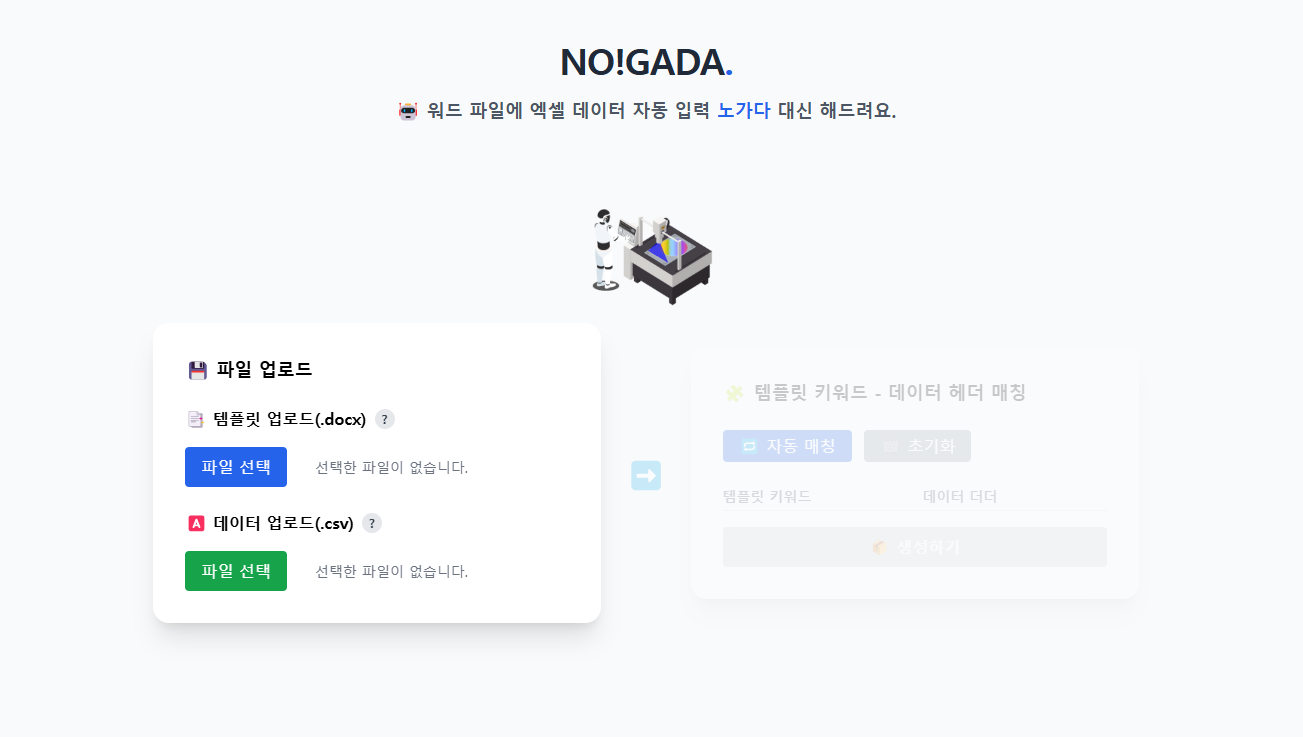 NO!GADA.
🤖 워드 파일에 엑셀 데이터 자동 입력 노가다 대신 해드려요.
💾 파일 업로드
📑 템플릿 업로드(.docx) ?
파일 선택 선택한 파일이 없습니다.
🅰 데이터 업로드(.csv) ?
파일 선택 선택한 파일이 없습니다.
➡
🧩 템플릿 키워드 - 데이터 헤더 매칭
🔁 자동 매칭 초기화
템플릿 키워드 데이터 더더
생성하기